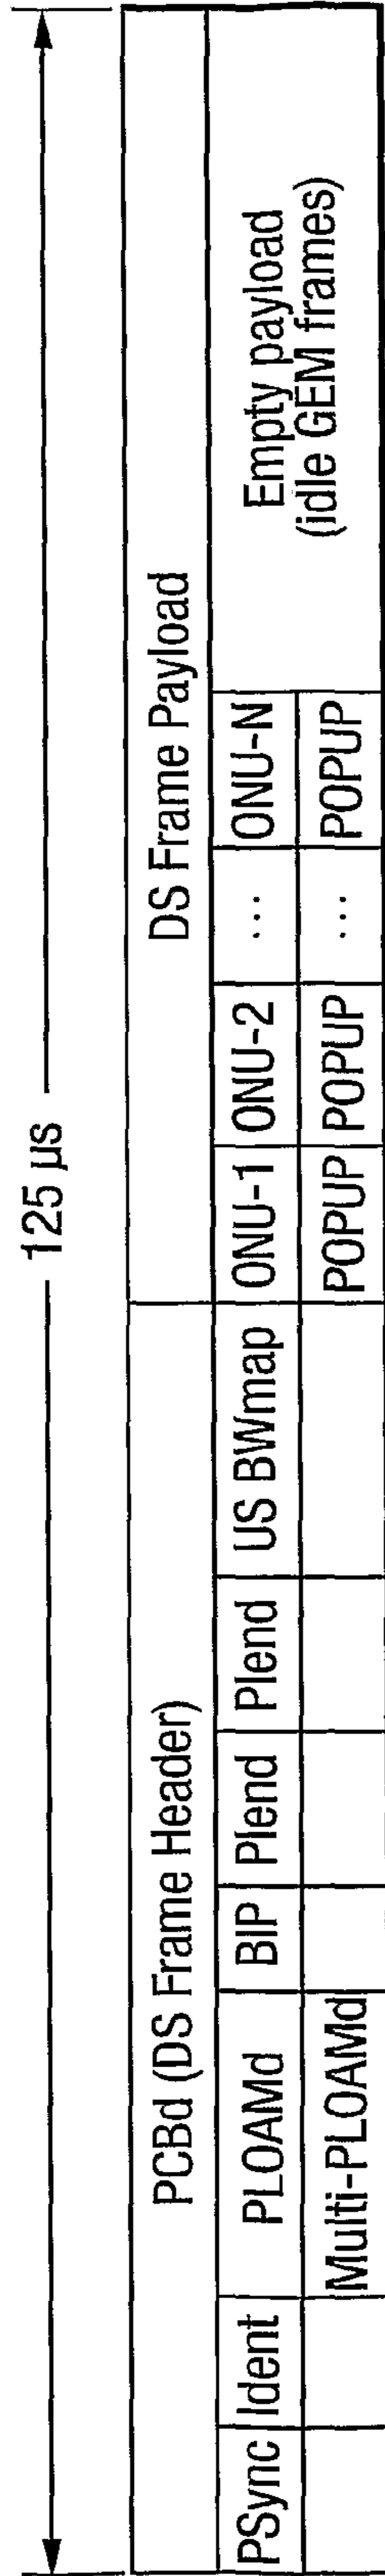 125 µs
PCBd (DS Frame Header) DS Frame Payload
PSync Ident PLOAMd BIP Plend Plend US BWmap ONU-1 ONU-2 ... ONU-N Empty payload
Multi-PLOAMd POPUP POPUP ... POPUP (idle GEM frames)